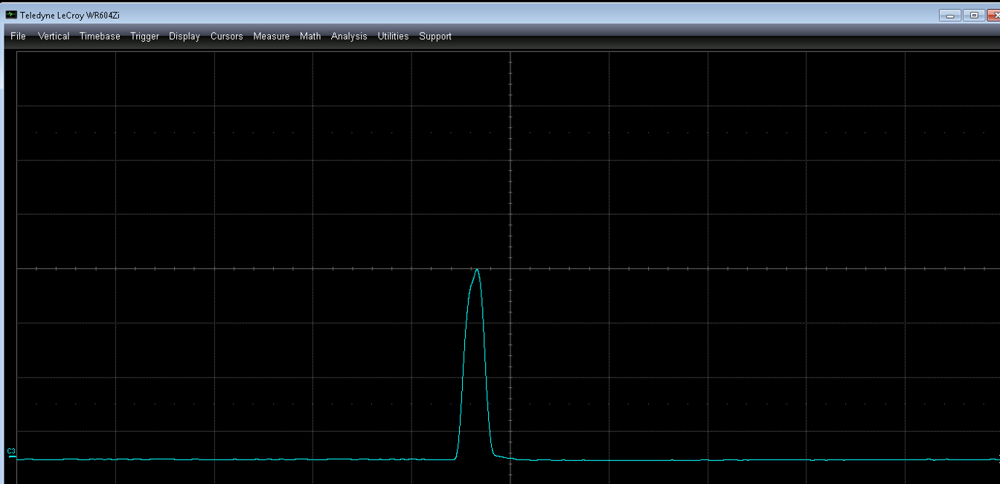 Teledyne LeCroy WR604Zi
File Vertical Timebase Trigger Display Cursors Measure Math Analysis Utilities Support
C3